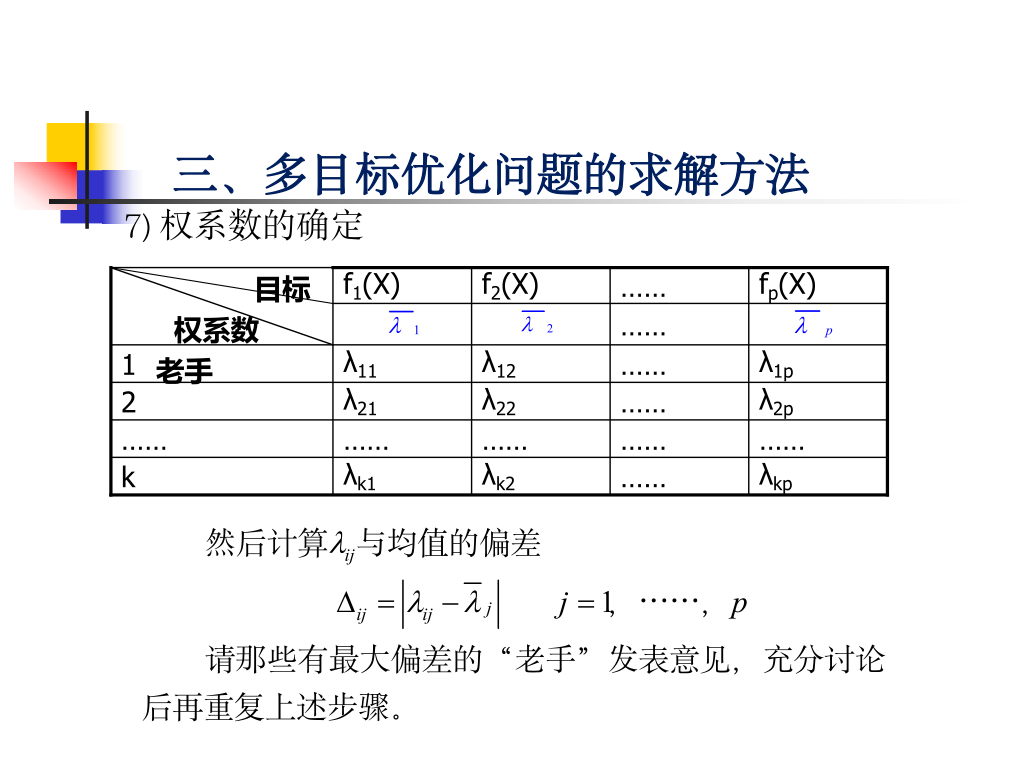 三、多目标优化问题的求解方法
7) 权系数的确定
目标 f₁(X) f₂(X) …… fₚ(X)
权系数 λ̅₁ λ̅₂ …… λ̅ₚ
1 老手 λ₁₁ λ₁₂ …… λ₁ₚ
2 λ₂₁ λ₂₂ …… λ₂ₚ
…… …… …… …… ……
k λₖ₁ λₖ₂ …… λₖₚ
然后计算λᵢⱼ与均值的偏差
Δᵢⱼ = |λᵢⱼ − λ̅ⱼ| j = 1, ……, p
请那些有最大偏差的“老手”发表意见, 充分讨论
后再重复上述步骤。